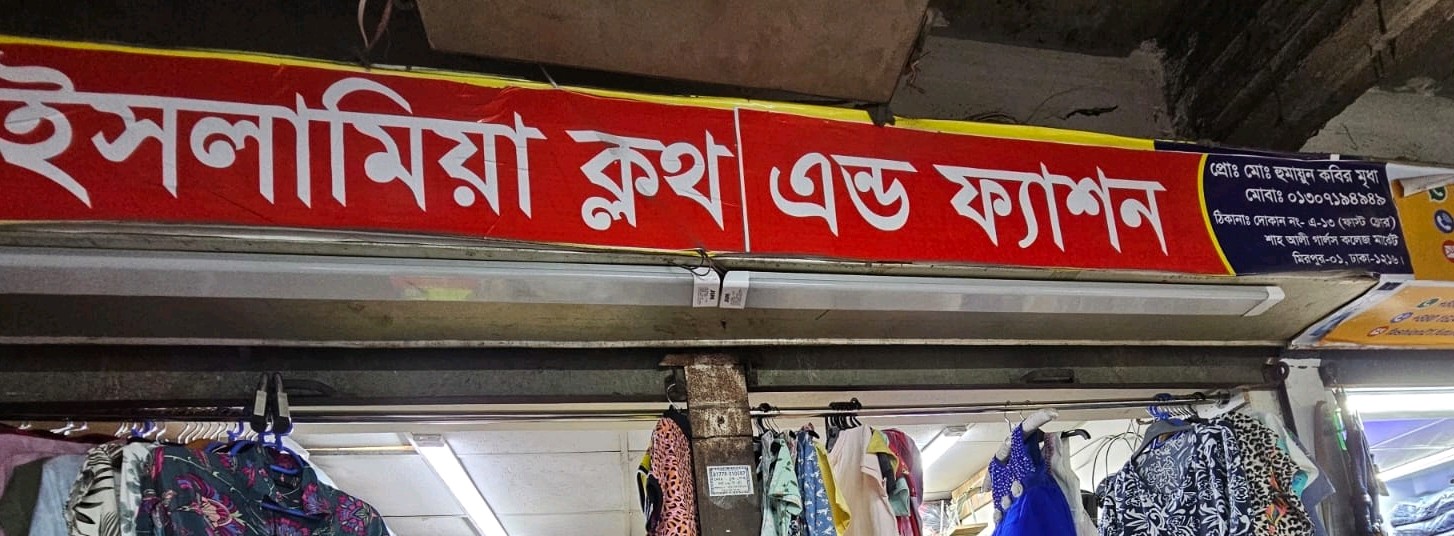 ইসলামিয়া ক্লথ এন্ড ফ্যাশন
প্রোঃ মোঃ হুমায়ুন কবির মৃধা
মোবাঃ ০১৩০৭১৯৪৯৪৯
ঠিকানাঃ দোকান নং- এ-১৩ (ফাস্ট ফ্লোর)
শাহ আলী গার্লস কলেজ মার্কেট
মিরপুর-০১, ঢাকা-১২১৬।